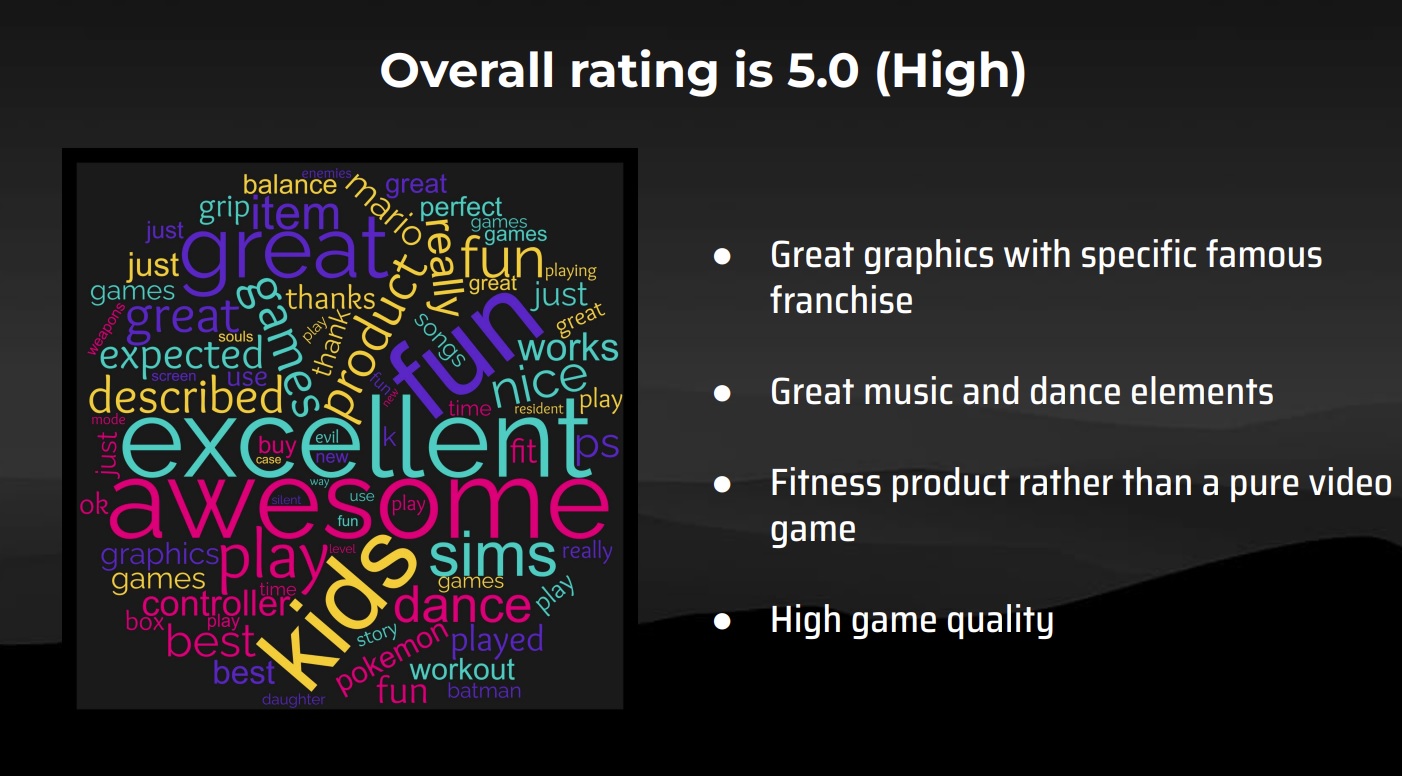 Overall rating is 5.0 (High)
enemies
balance
mario
great
grip
item
perfect
just
great
really
games
games
just
fun
playing
games
games
thanks
product
great
just
weapons
great
souls
play
thank
songs
fun
great
expected
works
screen
use
fun
new
nice
described
time
resident
play
mode
excellent
just
buy
evil
k
fit
ps
case
new
way
awesome
ok
silent
use
play
fun
graphics
play
level
kids
sims
really
games
time
games
play
controller
dance
box
play
best
story
pokemon
played
best
workout
daughter
fun
batman
● Great graphics with specific famous
franchise
● Great music and dance elements
● Fitness product rather than a pure video
game
● High game quality